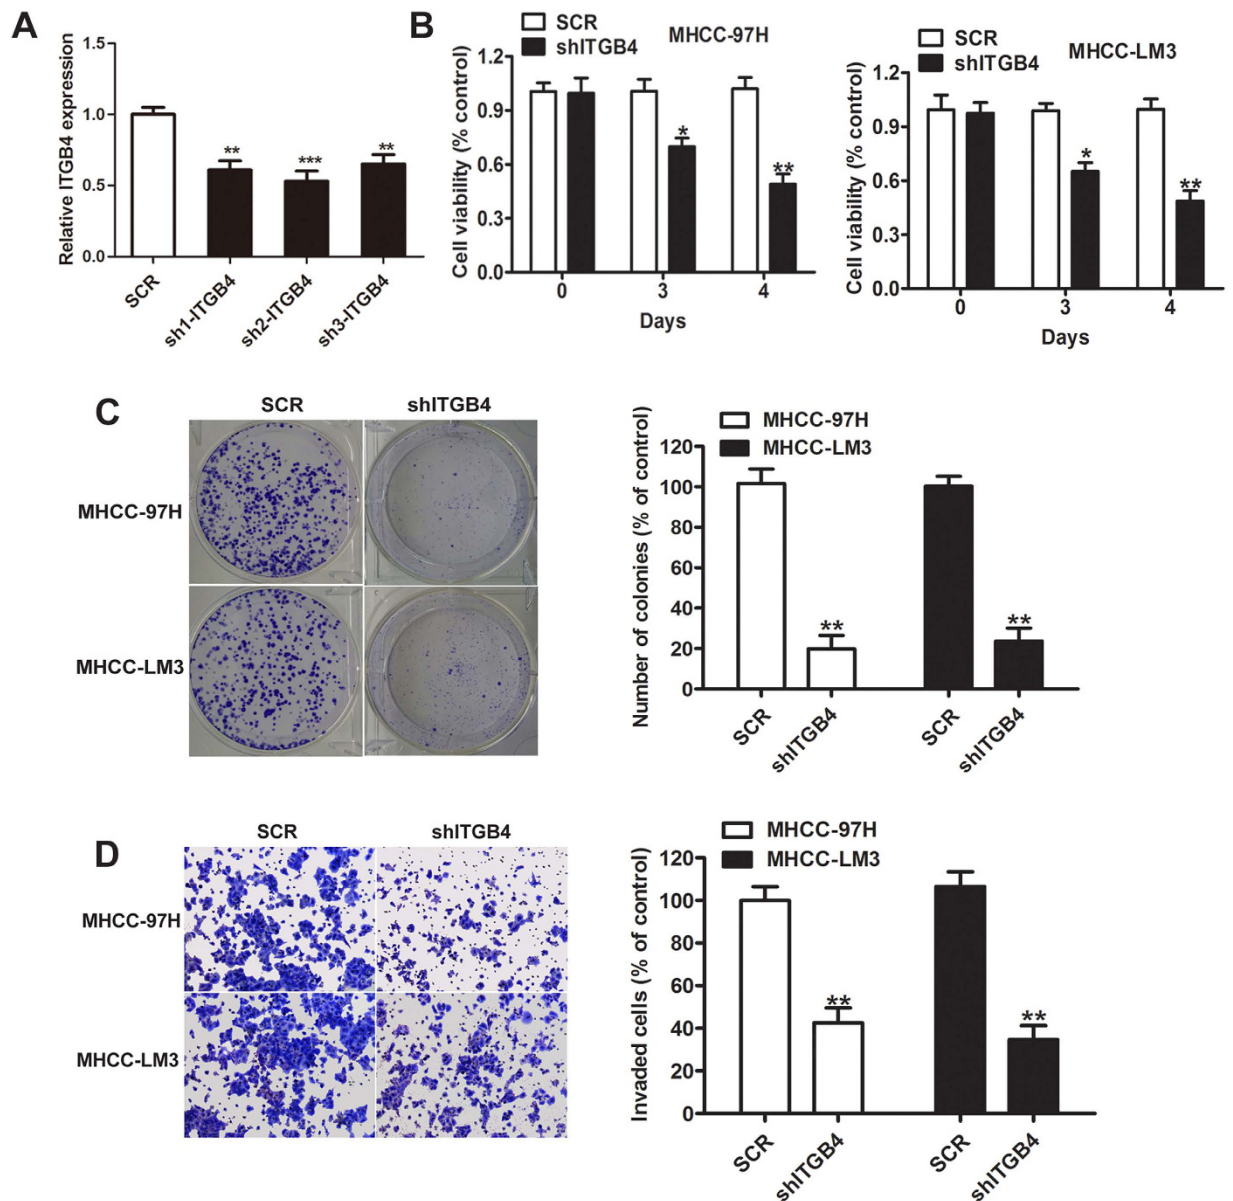 A
Relative ITGB4 expression
1.5
1.0
0.5
0.0
**
***
**
SCR
sh1-ITGB4
sh2-ITGB4
sh3-ITGB4
B
SCR
shITGB4
MHCC-97H
Cell viability (% control)
1.2
0.9
0.6
0.3
0.0
*
**
0
3
4
Days
SCR
shITGB4
MHCC-LM3
Cell viability (% control)
1.2
0.9
0.6
0.3
0.0
*
**
0
3
4
Days
C
SCR
shITGB4
MHCC-97H
MHCC-LM3
MHCC-97H
MHCC-LM3
Number of colonies (% of control)
120
100
80
60
40
20
0
**
**
SCR
shITGB4
SCR
shITGB4
D
SCR
shITGB4
MHCC-97H
MHCC-LM3
MHCC-97H
MHCC-LM3
Invaded cells (% of control)
120
100
80
60
40
20
0
**
**
SCR
shITGB4
SCR
shITGB4